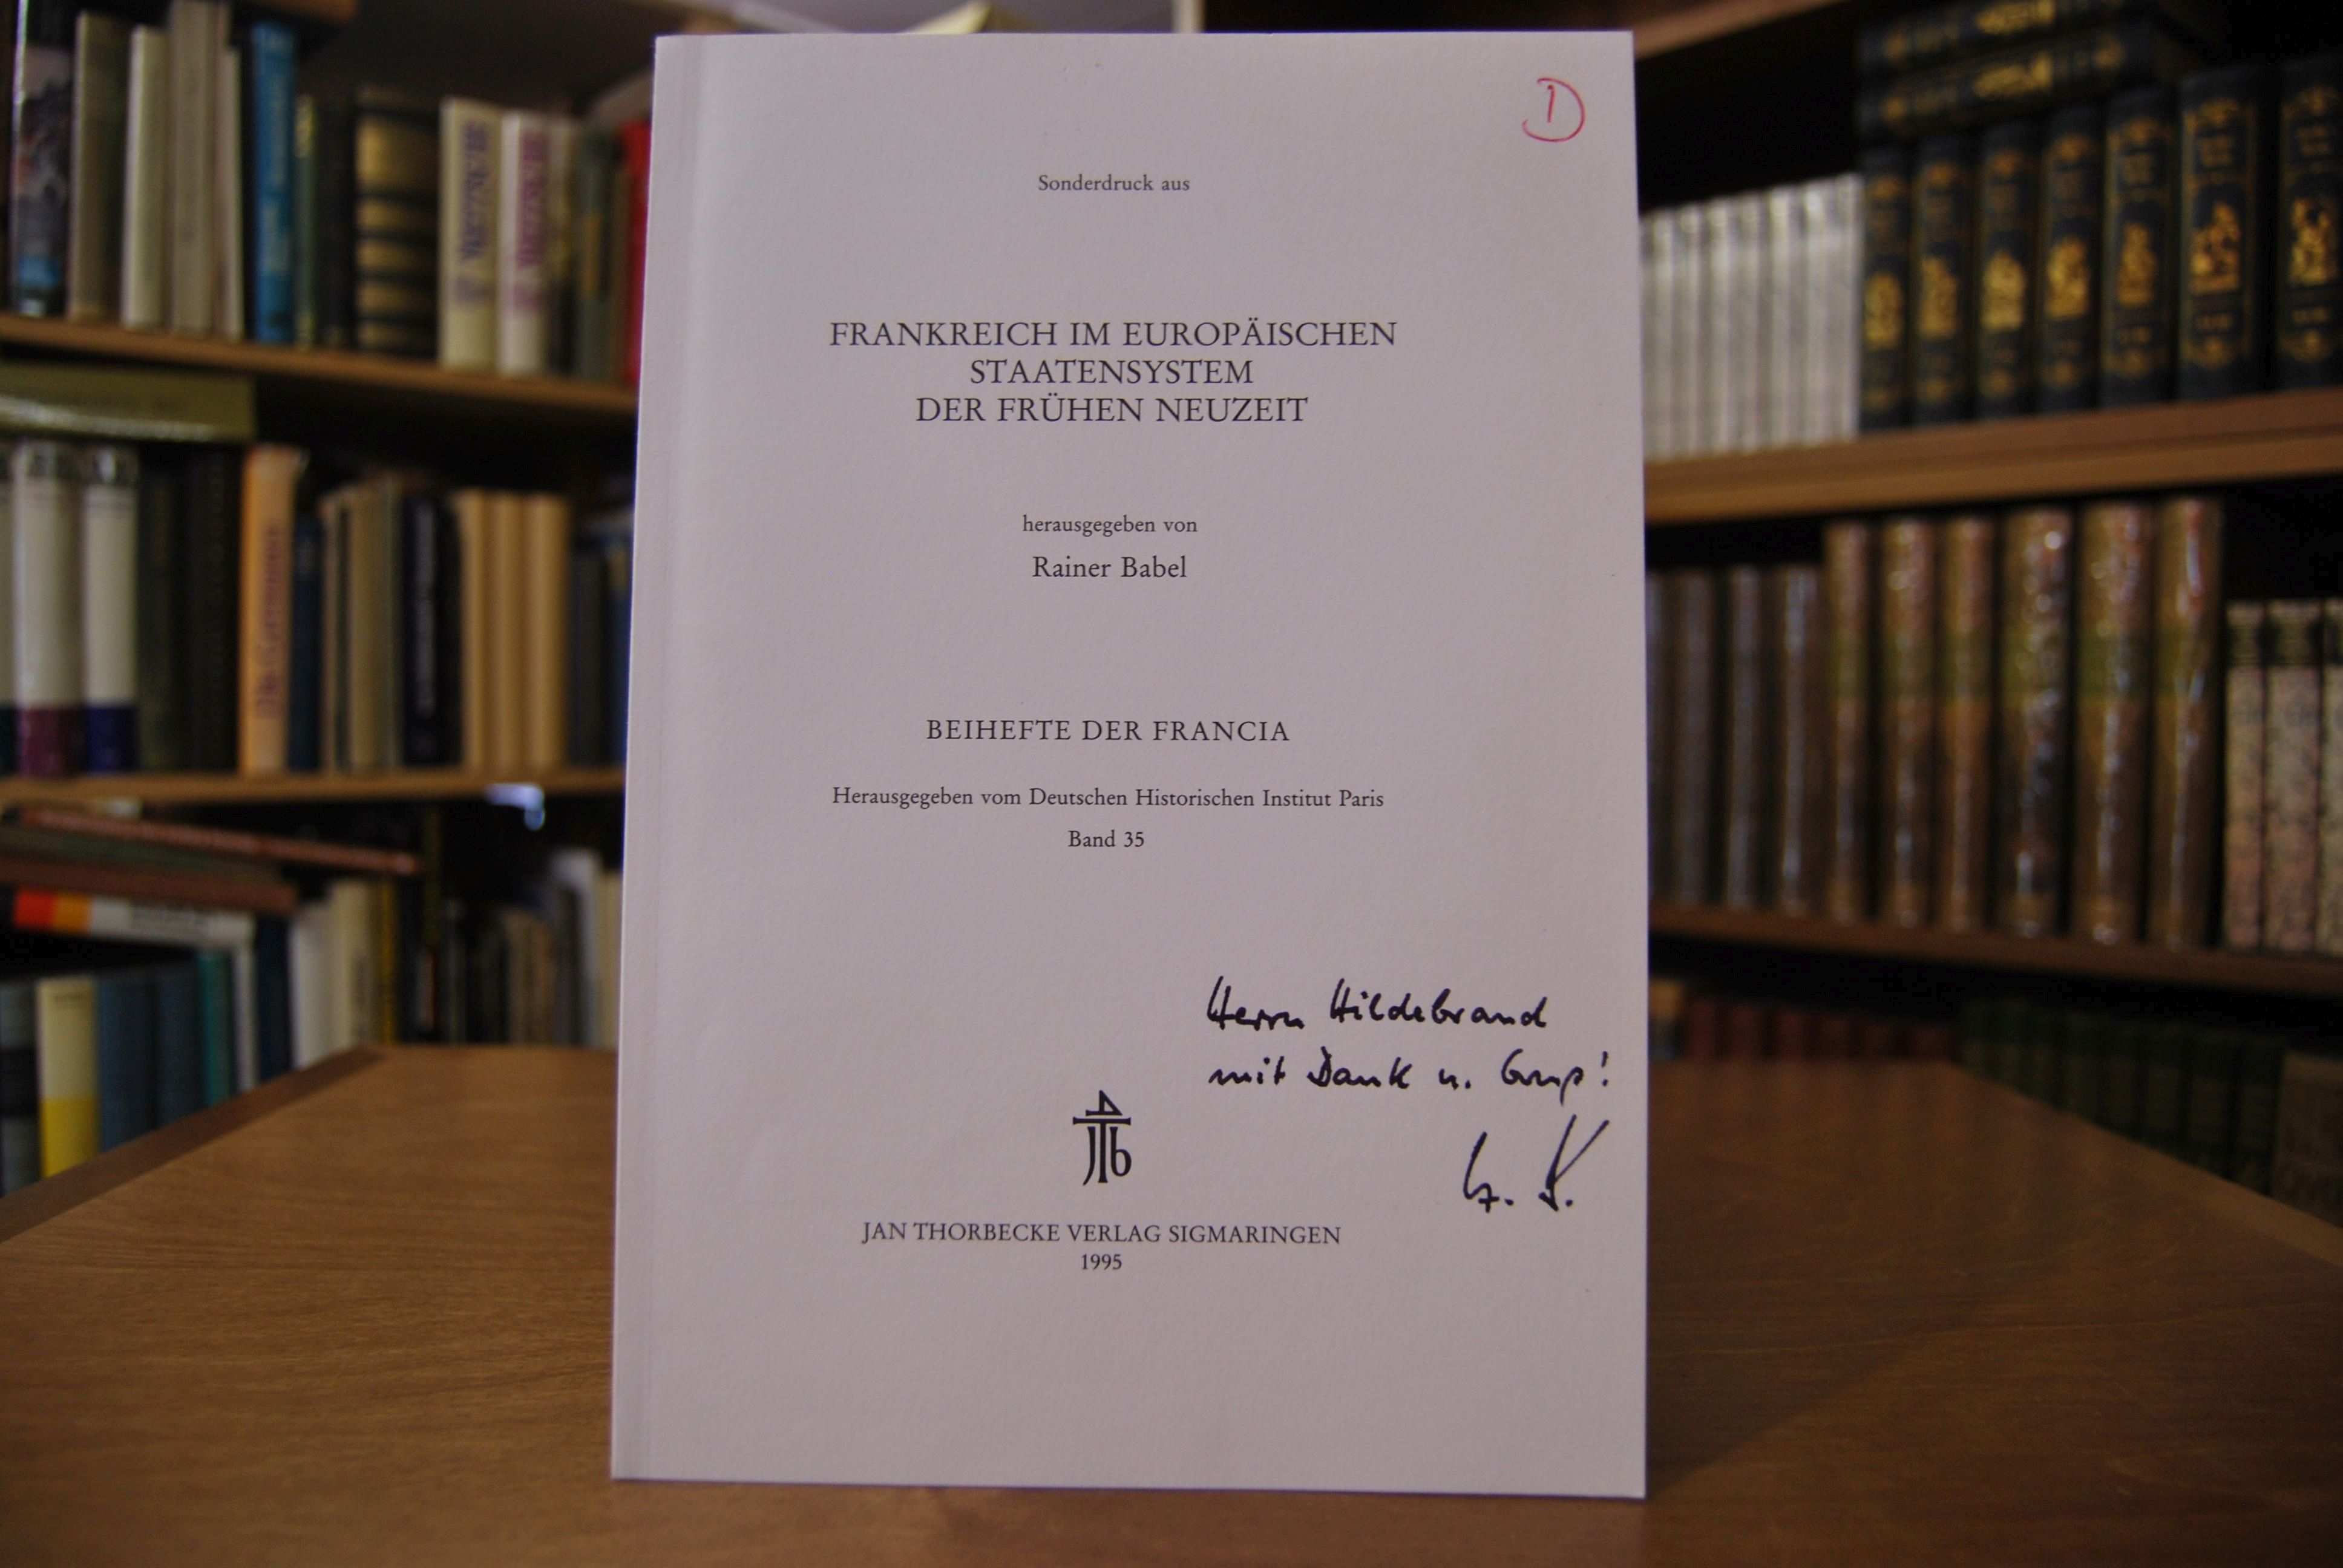 D
Sonderdruck aus
FRANKREICH IM EUROPÄISCHEN
STAATENSYSTEM
DER FRÜHEN NEUZEIT
herausgegeben von
Rainer Babel
BEIHEFTE DER FRANCIA
Herausgegeben vom Deutschen Historischen Institut Paris
Band 35
Herrn Hildebrand
mit Dank u. Gruß!
JTb
JAN THORBECKE VERLAG SIGMARINGEN
1995